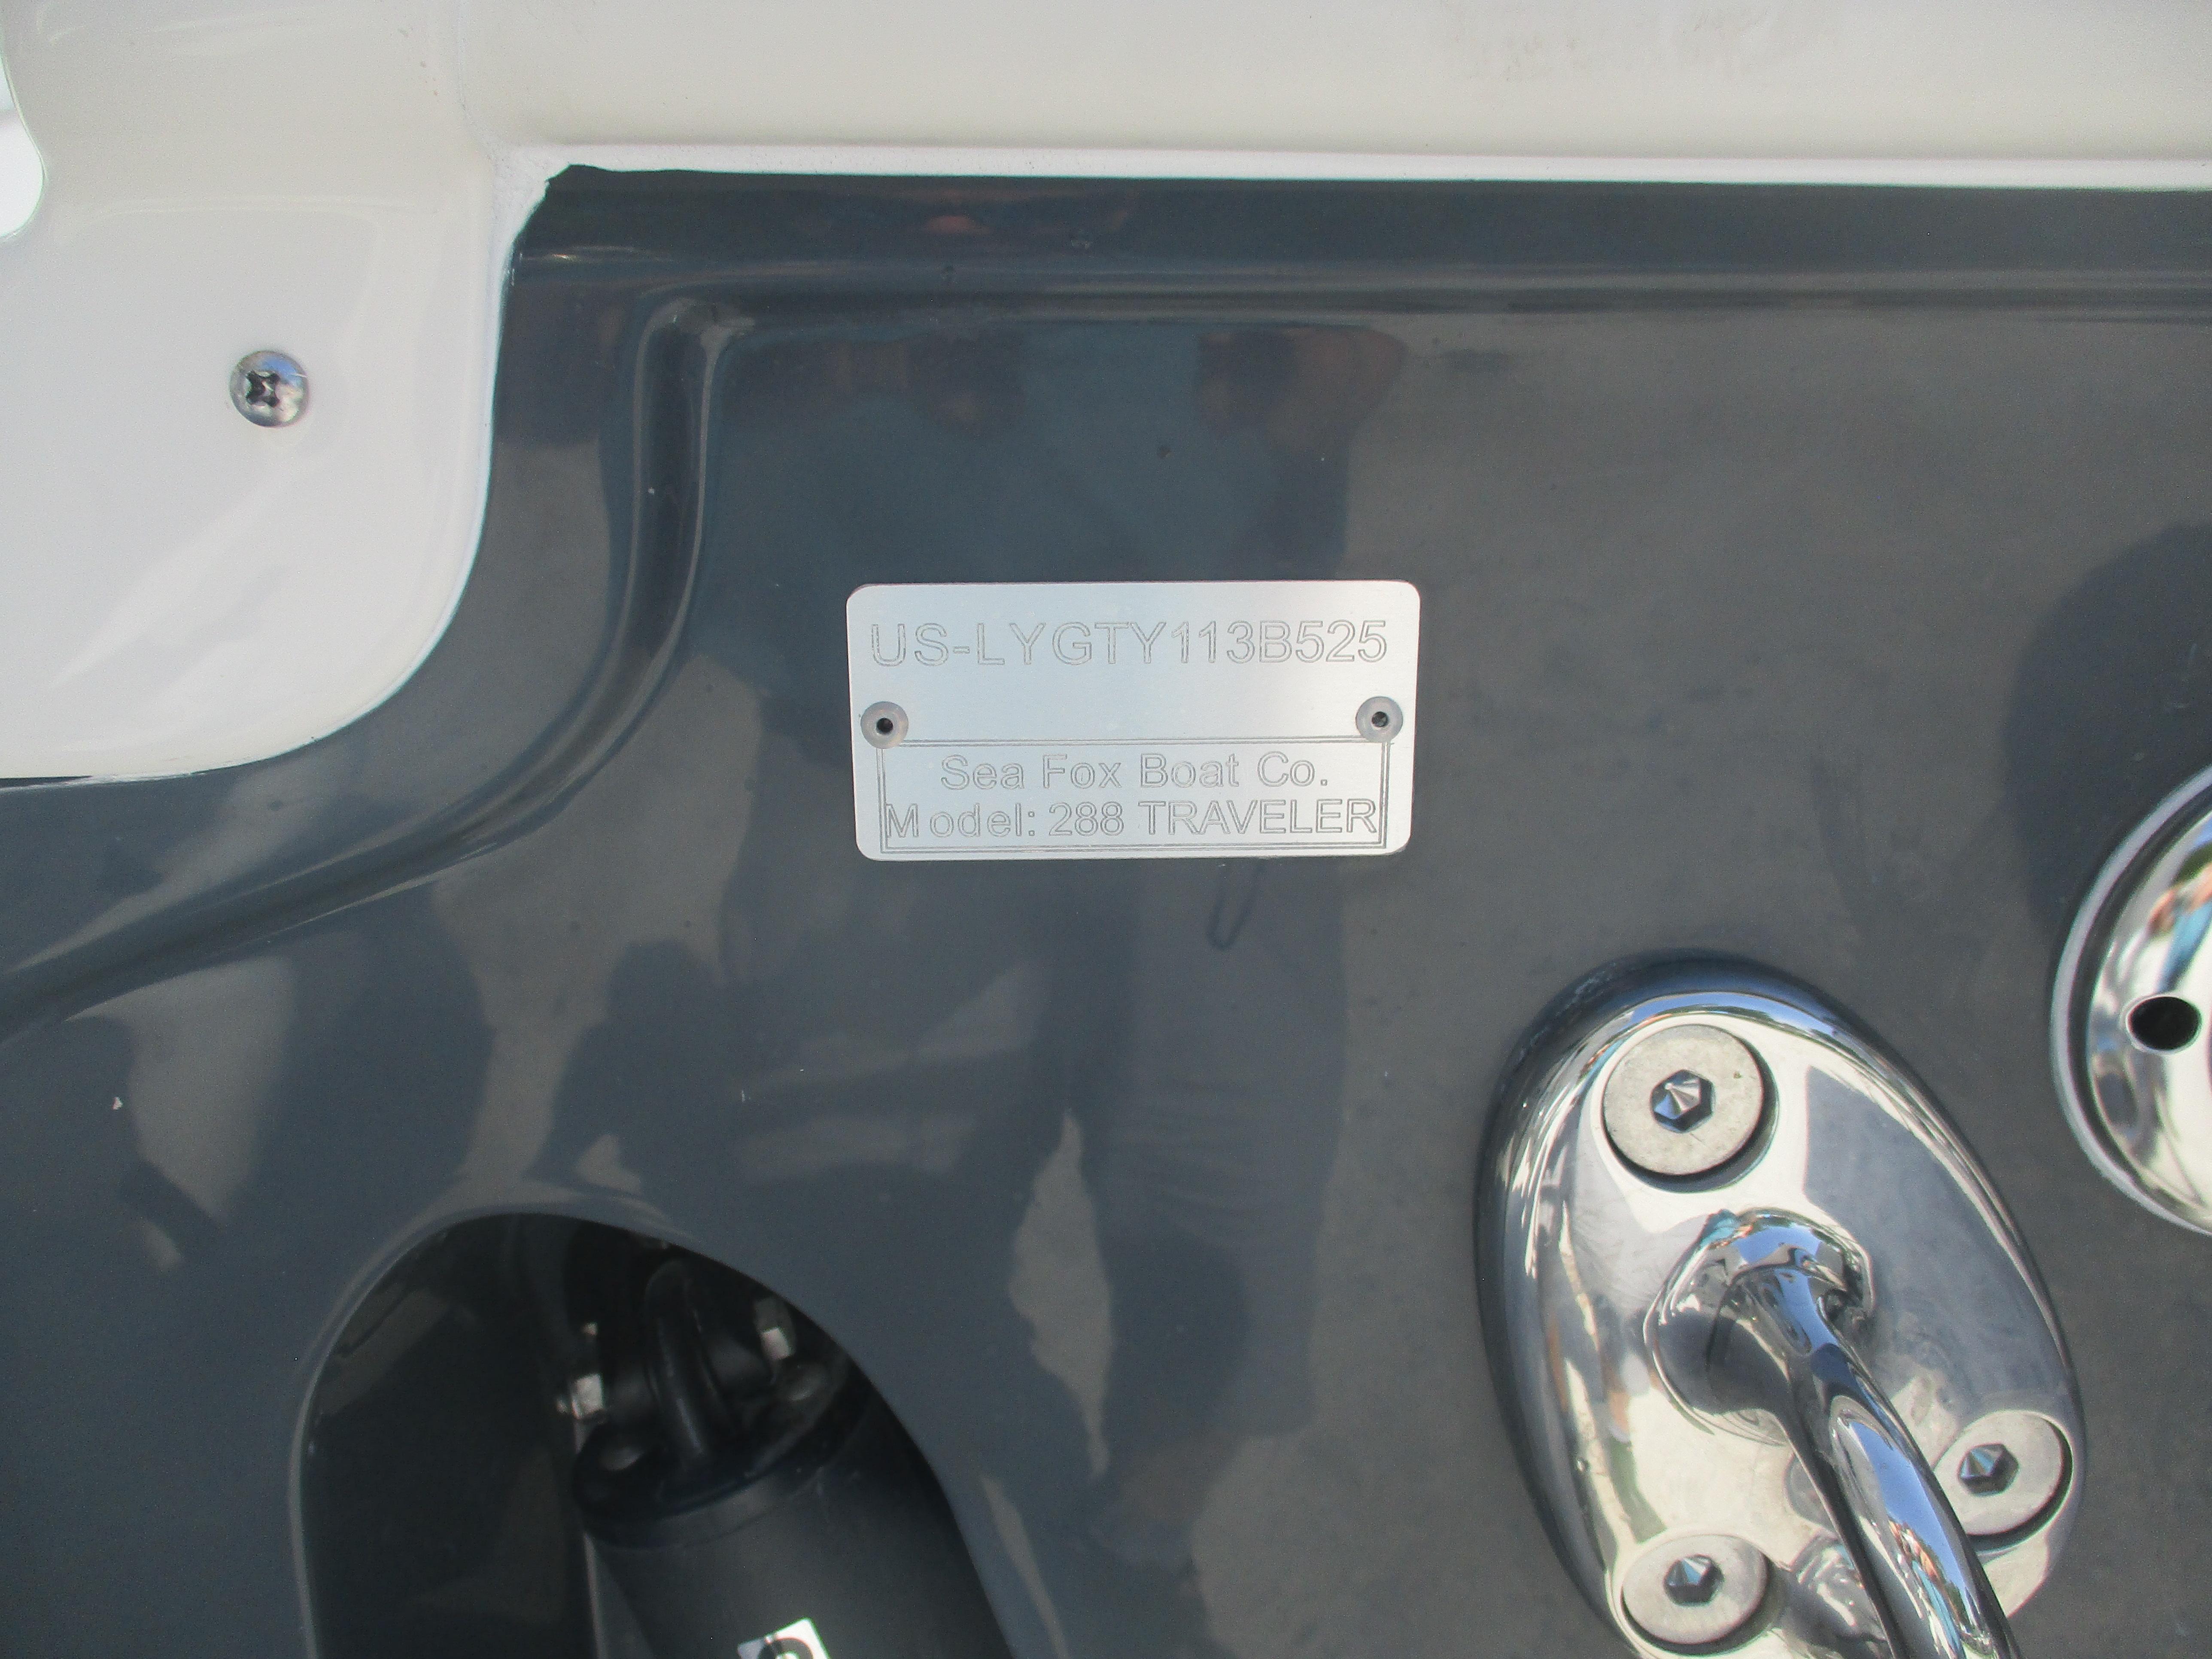 US-LYGTY113B525
Sea Fox Boat Co.
Model: 288 TRAVELER